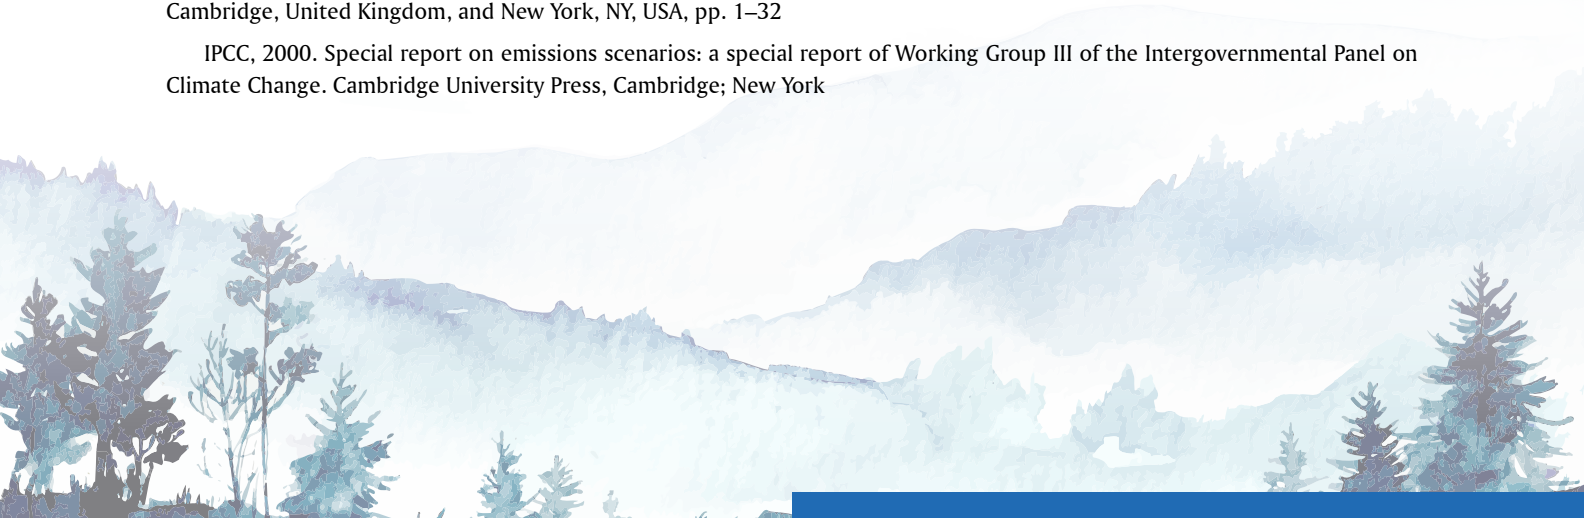 Cambridge, United Kingdom, and New York, NY, USA, pp. 1–32
IPCC, 2000. Special report on emissions scenarios: a special report of Working Group III of the Intergovernmental Panel on
Climate Change. Cambridge University Press, Cambridge; New York